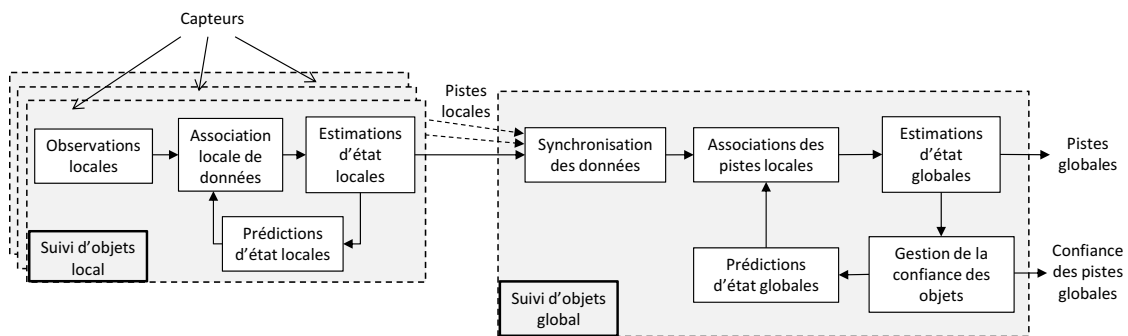 Capteurs
Observations
locales
Association
locale de
données
Estimations
d'état
locales
Prédictions
d'état locales
Suivi d'objets
local
Pistes
locales
Synchronisation
des données
Associations des
pistes locales
Estimations
d'état
globales
Pistes
globales
Prédictions
d'état globales
Gestion de la
confiance des
objets
Confiance
des pistes
globales
Suivi d'objets
global